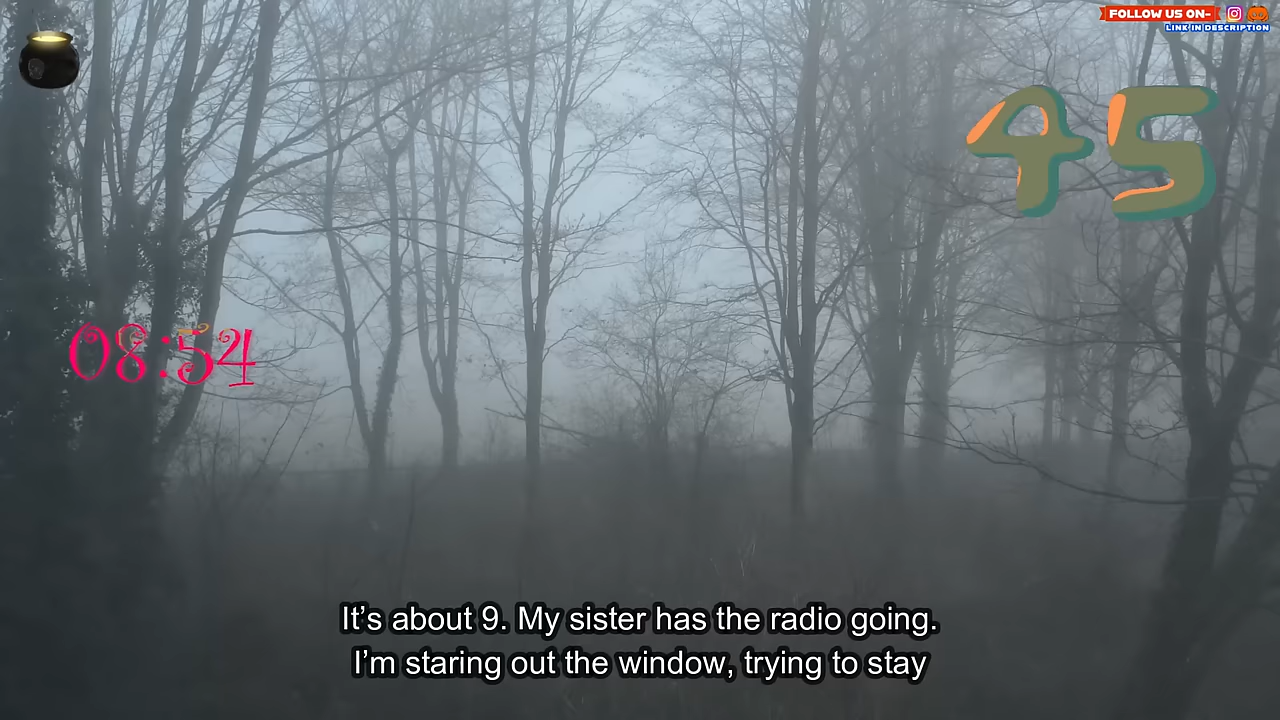 FOLLOW US ON-
LINK IN DESCRIPTION
45
08:54
It’s about 9. My sister has the radio going.
I’m staring out the window, trying to stay